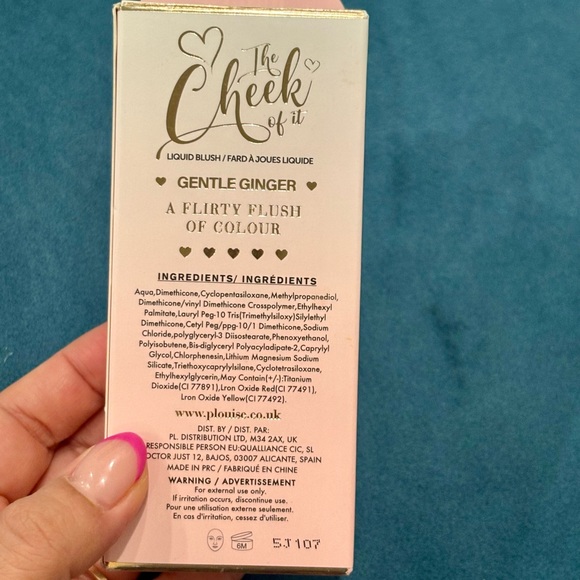 The
Cheek
of it
LIQUID BLUSH / FARD À JOUES LIQUIDE
GENTLE GINGER
A FLIRTY FLUSH
OF COLOUR
INGREDIENTS/ INGRÉDIENTS
Aqua,Dimethicone,Cyclopentasiloxane,Methylpropanediol,
Dimethicone/vinyl Dimethicone Crosspolymer,Ethylhexyl
Palmitate,Lauryl Peg-10 Tris(Trimethylsiloxy)Silylethyl
Dimethicone,Cetyl Peg/ppg-10/1 Dimethicone,Sodium
Chloride,polyglyceryl-3 Diisostearate,Phenoxyethanol,
Polyisobutene,Bis-diglyceryl Polyacyladipate-2,Caprylyl
Glycol,Chlorphenesin,Lithium Magnesium Sodium
Silicate,Triethoxycaprylylsilane,Cyclotetrasiloxane,
Ethylhexylglycerin,May Contain(+/-):Titanium
Dioxide(CI 77891),Lron Oxide Red(CI 77491),
Lron Oxide Yellow(CI 77492).
www.plouise.co.uk
DIST. BY / DIST. PAR:
PL. DISTRIBUTION LTD, M34 2AX, UK
RESPONSIBLE PERSON EU:QUALLIANCE CIC, SL
OCTOR JUST 12, BAJOS, 03007 ALICANTE, SPAIN
MADE IN PRC / FABRIQUÉ EN CHINE
WARNING / ADVERTISSEMENT
For external use only.
If irritation occurs, discontinue use.
Pour une utilisation externe seulement.
En cas d'irritation, cessez d'utiliser.
6M
5J107